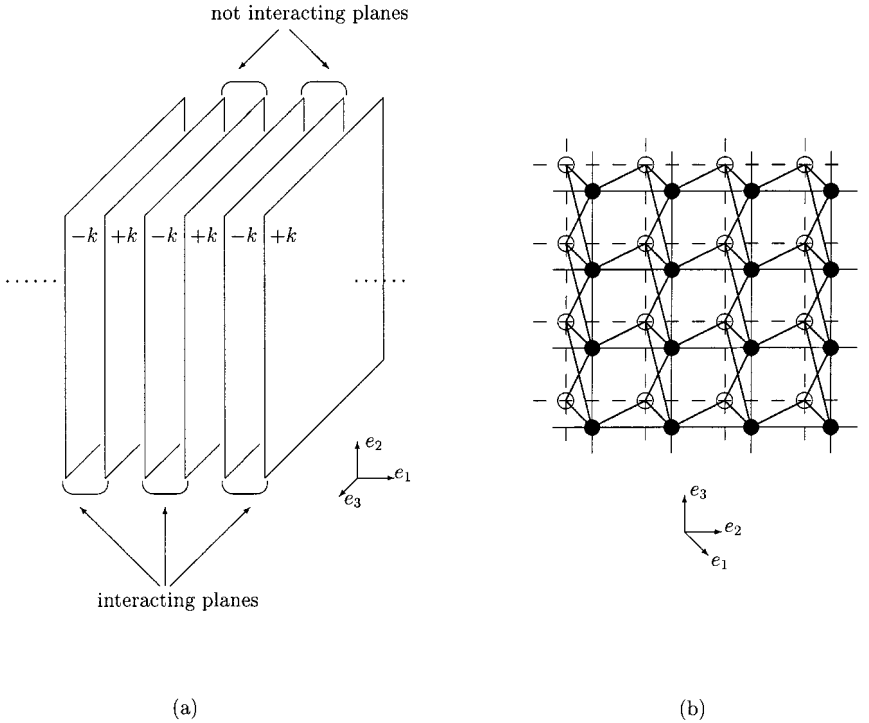 not interacting planes
−k +k −k +k −k +k
...... ......
e₂
e₁
e₃
interacting planes
(a)
e₃
e₂
e₁
(b)